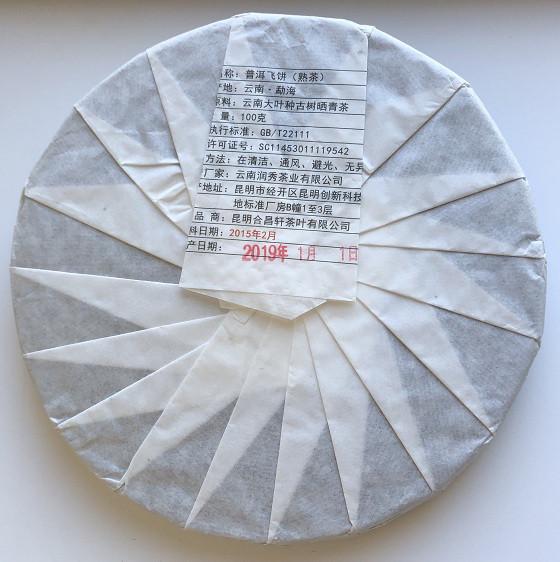 称：普洱飞饼（熟茶）
地：云南·勐海
料：云南大叶种古树晒青茶
量：100克
执行标准：GB/T22111
许可证号：SC11453011119542
方法：在清洁、通风、避光、无异
厂家：云南润秀茶业有限公司
地址：昆明市经开区昆明创新科技
地标准厂房B幢1至3层
品 商：昆明合昌轩茶叶有限公司
料日期：2015年2月
产日期：2019年 1月 1日